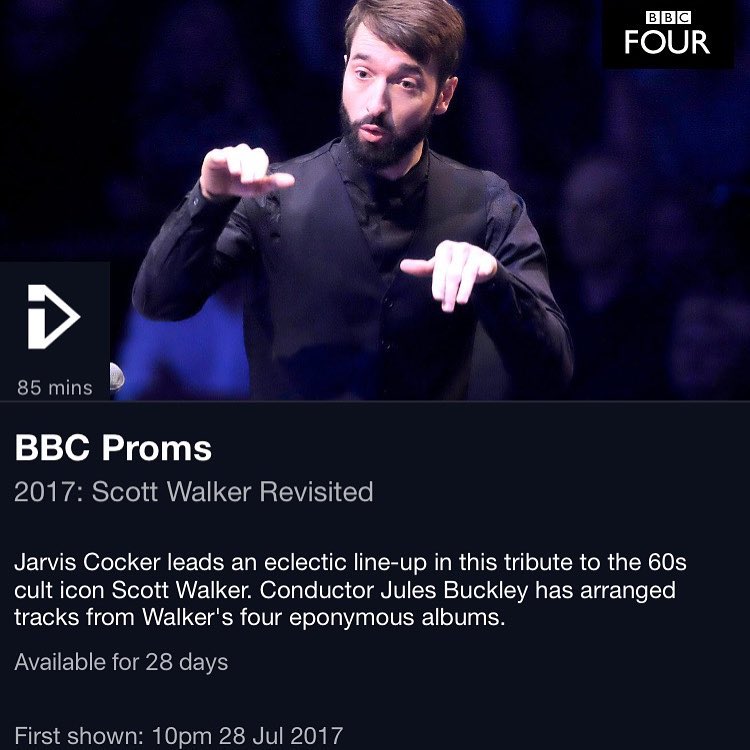 BBC
FOUR
85 mins
BBC Proms
2017: Scott Walker Revisited
Jarvis Cocker leads an eclectic line-up in this tribute to the 60s
cult icon Scott Walker. Conductor Jules Buckley has arranged
tracks from Walker's four eponymous albums.
Available for 28 days
First shown: 10pm 28 Jul 2017